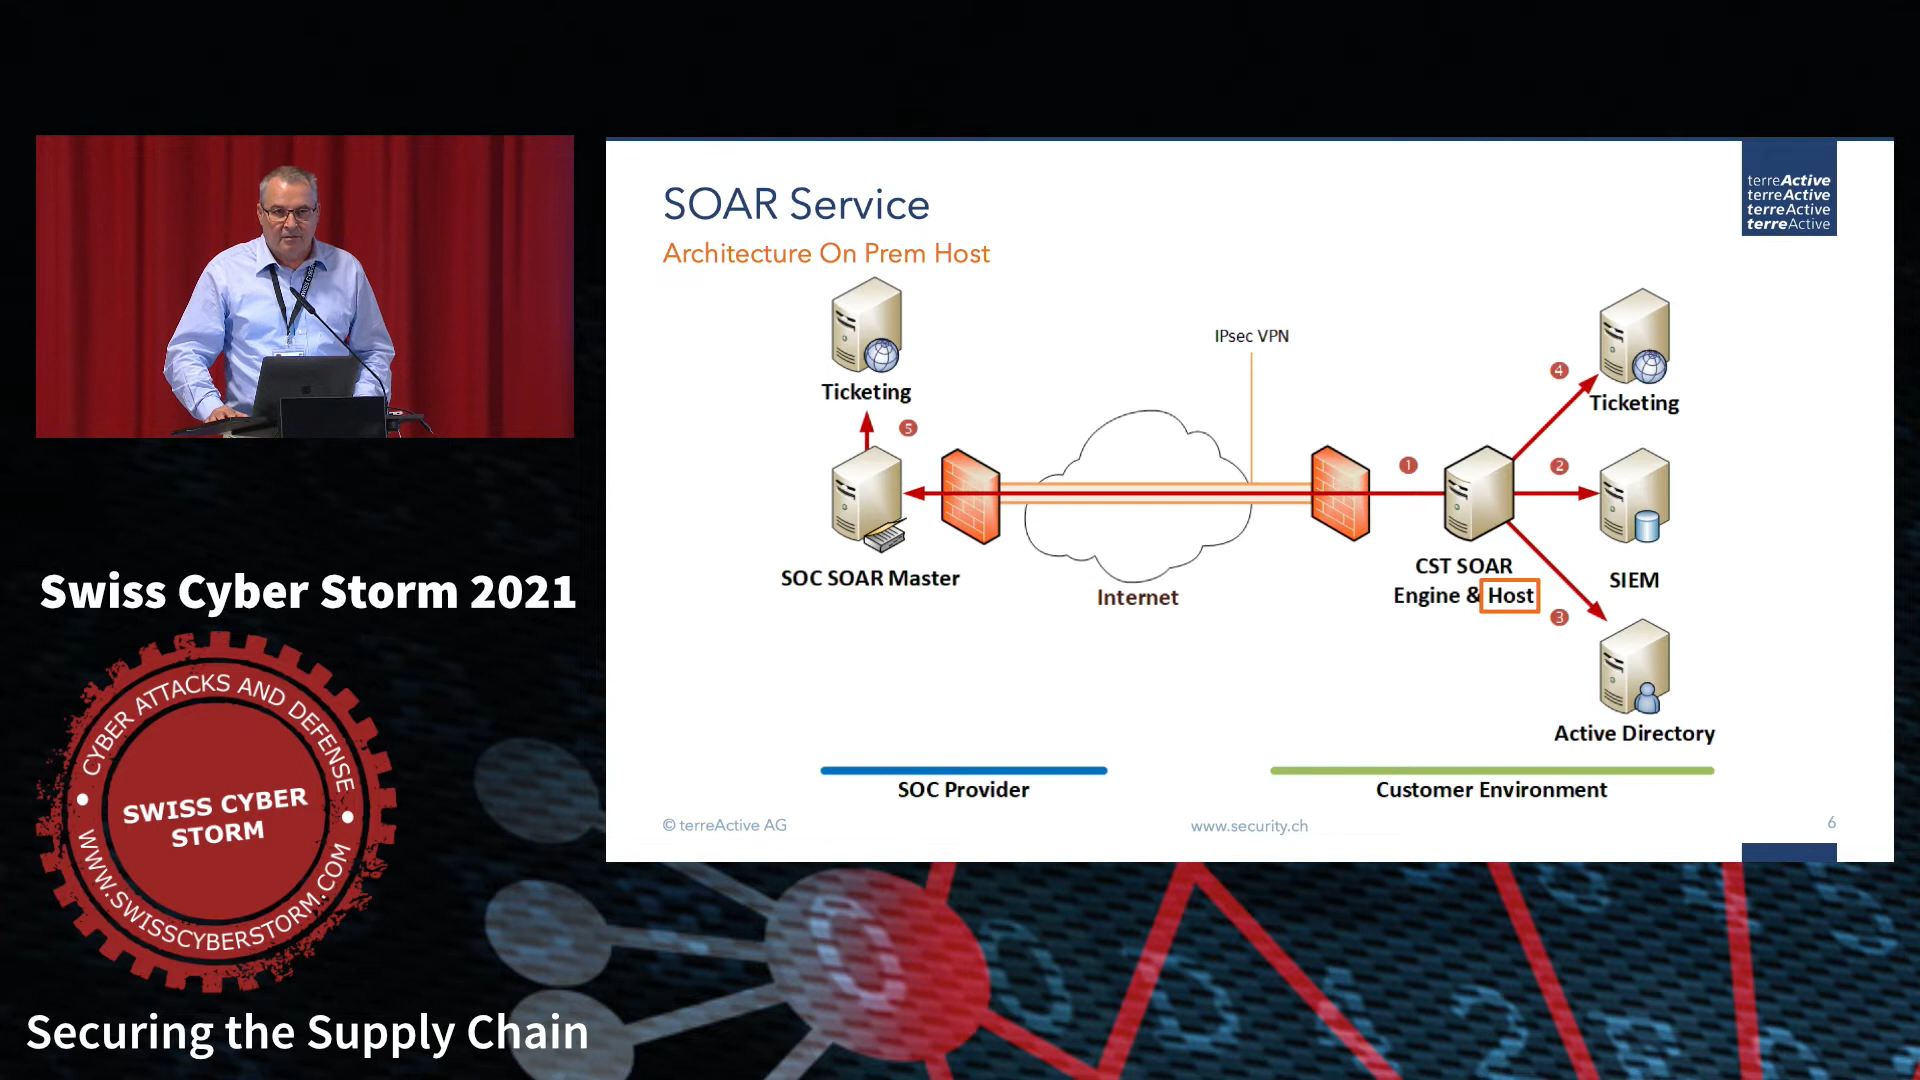 SOAR Service
Architecture On Prem Host
terreActive
terreActive
terreActive
terreActive
Ticketing
IPsec VPN
Ticketing
4
5
1
2
SOC SOAR Master
Internet
CST SOAR
Engine & Host
SIEM
3
Active Directory
SOC Provider
Customer Environment
© terreActive AG
www.security.ch
6
Swiss Cyber Storm 2021
CYBER ATTACKS AND DEFENSE
SWISS CYBER
STORM
WWW.SWISSCYBERSTORM.COM
Securing the Supply Chain